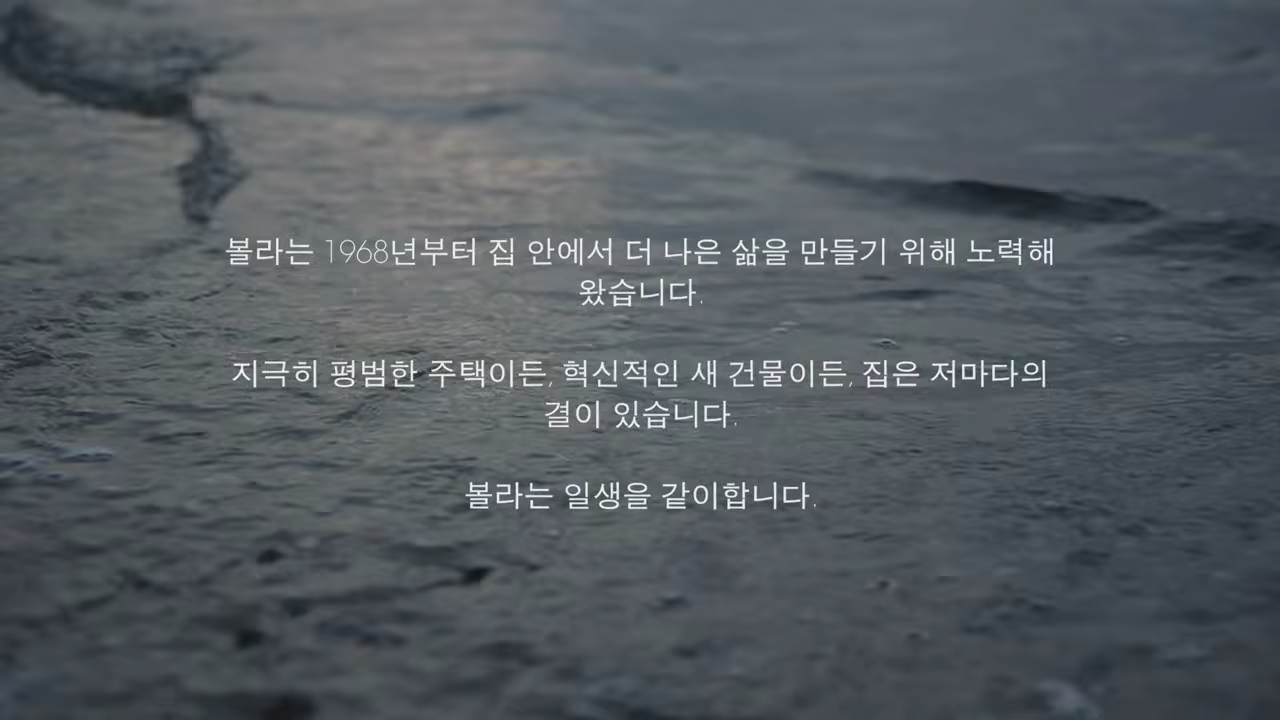 볼라는 1968년부터 집 안에서 더 나은 삶을 만들기 위해 노력해
왔습니다.
지극히 평범한 주택이든, 혁신적인 새 건물이든, 집은 저마다의
결이 있습니다.
볼라는 일생을 같이합니다.